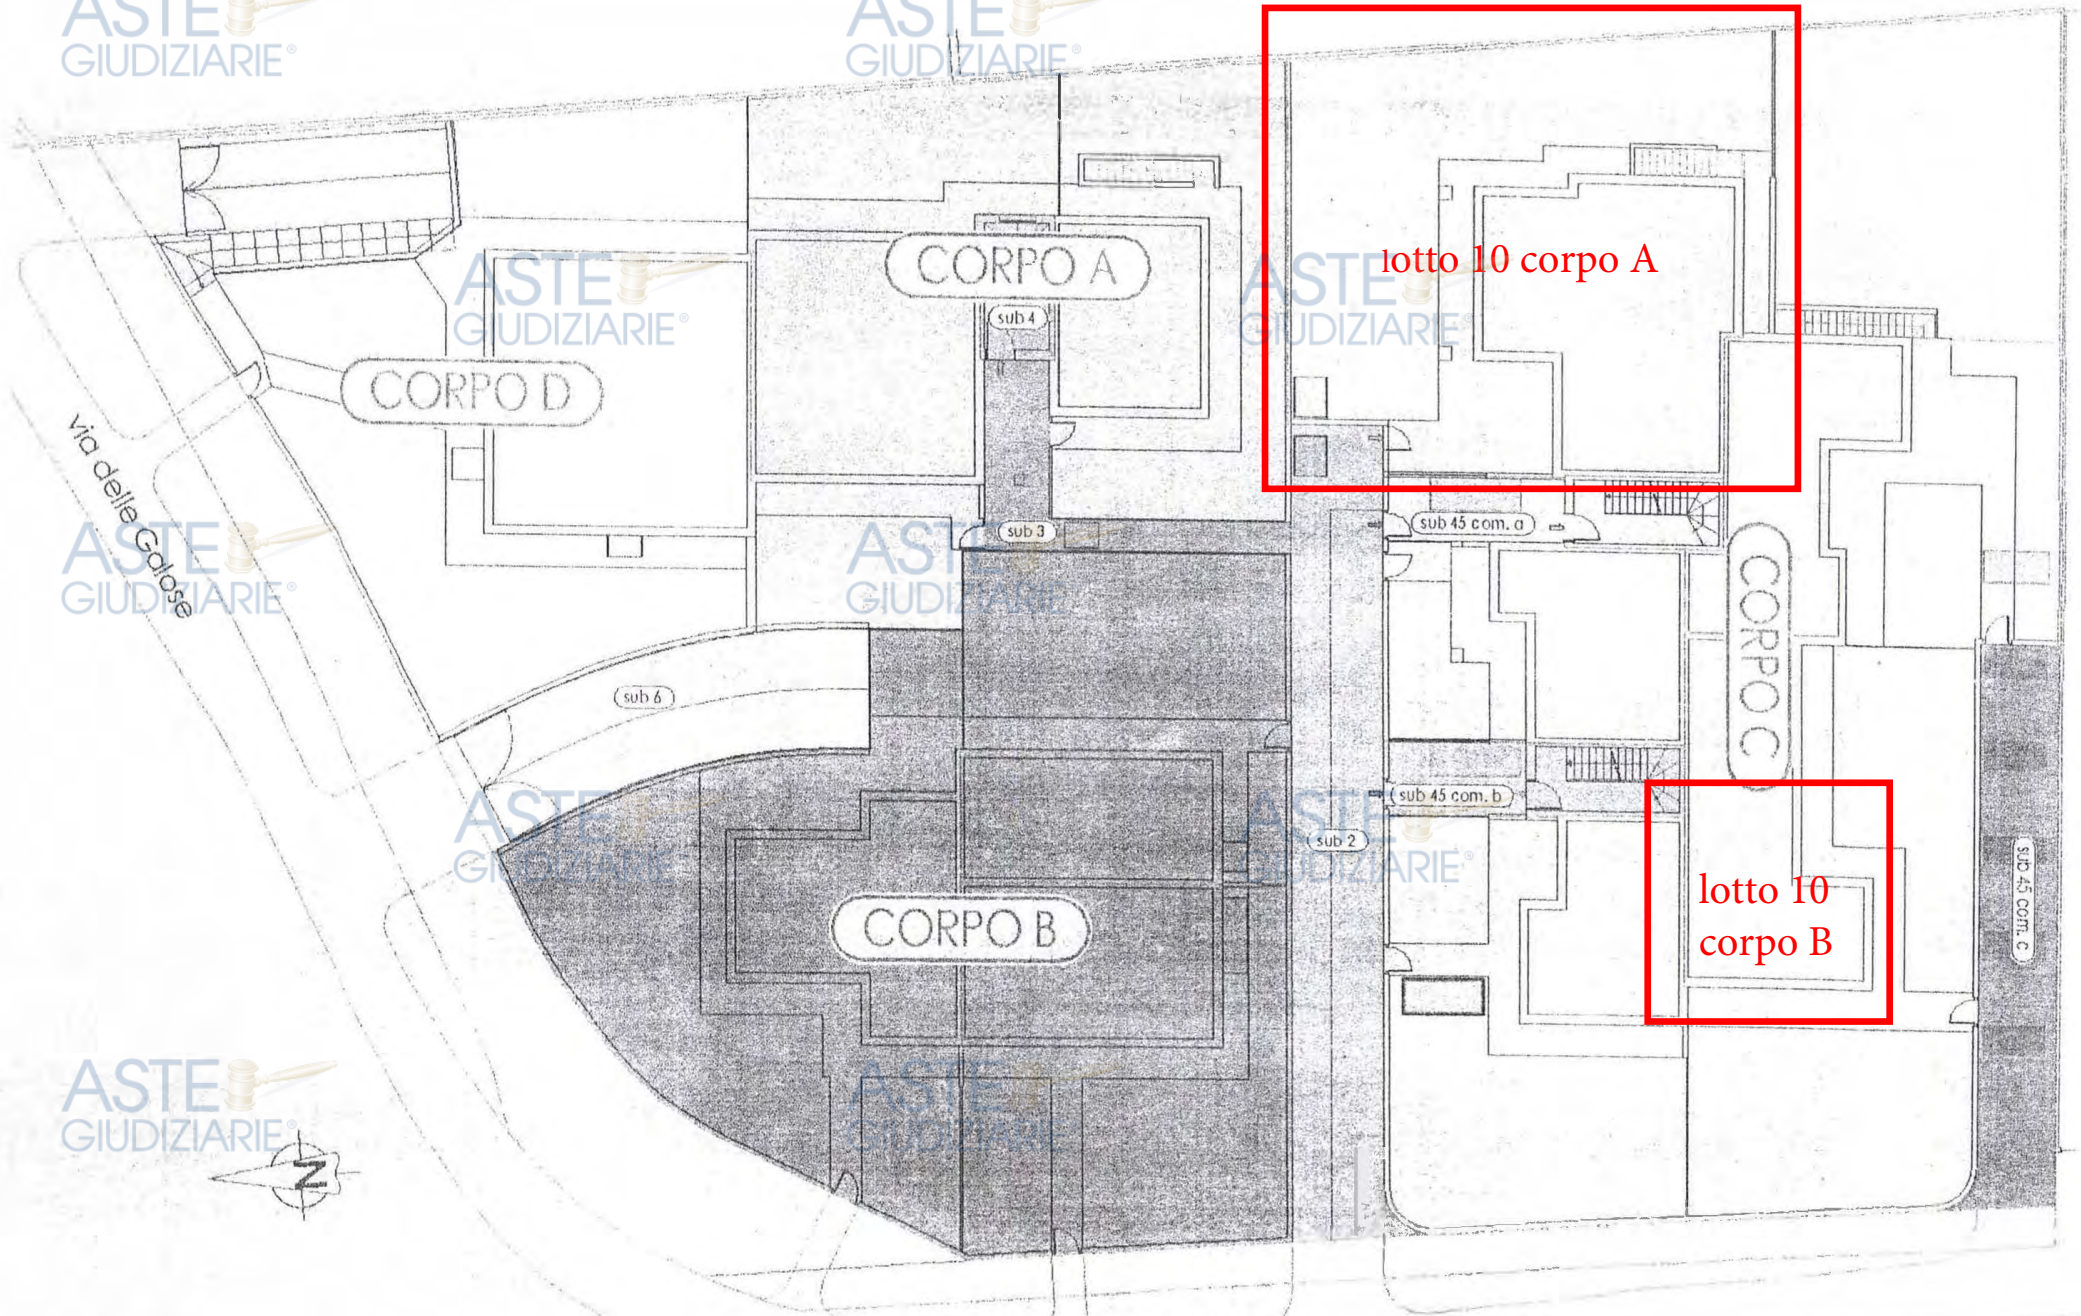 ASTE
GIUDIZIARIE®
ASTE
GIUDIZIARIE®
CORPO A
lotto 10 corpo A
ASTE
GIUDIZIARIE®
ASTE
GIUDIZIARIE®
sub 4
CORPO D
via delle Galose
sub 3
sub 45 com. a
ASTE
GIUDIZIARIE®
ASTE
GIUDIZIARIE
CORPO C
sub 6
sub 45 com. b
ASTE
GIUDIZIARIE
ASTE
GIUDIZIARIE®
sub 2
lotto 10
corpo B
sub 45 com. c
CORPO B
ASTE
GIUDIZIARIE®
ASTE
GIUDIZIARIE
N